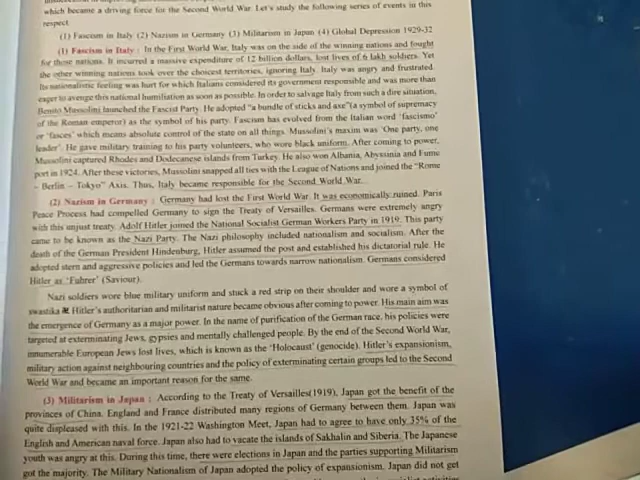 which became a driving force for the Second World War. Let's study the following series of events in this
respect
(1) Fascism in Italy (2) Nazism in Germany (3) Militarism in Japan (4) Global Depression 1929-32
(1) Fascism in Italy : In the First World War, Italy was on the side of the winning nations and fought
for those nations. It incurred a massive expenditure of 12 billion dollars, lost lives of 6 lakh soldiers. Yet
the other winning nations took over the choicest territories, ignoring Italy. Italy was angry and frustrated.
Its nationalistic feeling was hurt for which Italians considered its government responsible and was more than
eager to avenge this national humiliation as soon as possible. In order to salvage Italy from such a dire situation,
Benito Mussolini launched the Fascist Party. He adopted "a bundle of sticks and axe"(a symbol of supremacy
of the Roman emperor) as the symbol of his party. Fascism has evolved from the Italian word 'fascismo'
or 'fasces' which means absolute control of the state on all things. Mussolini's maxim was 'One party, one
leader'. He gave military training to his party volunteers, who wore black uniform. After coming to power,
Mussolini captured Rhodes and Dodecanese islands from Turkey. He also won Albania, Abyssinia and Fume
port in 1924. After these victories, Mussolini snapped all ties with the League of Nations and joined the "Rome
– Berlin – Tokyo" Axis. Thus, Italy became responsible for the Second World War.
(2) Nazism in Germany : Germany had lost the First World War. It was economically ruined. Paris
Peace Process had compelled Germany to sign the Treaty of Versailles. Germans were extremely angry
with this unjust treaty. Adolf Hitler joined the National Socialist German Workers Party in 1919. This party
came to be known as the Nazi Party. The Nazi philosophy included nationalism and socialism. After the
death of the German President Hindenburg, Hitler assumed the post and established his dictatorial rule. He
adopted stern and aggressive policies and led the Germans towards narrow nationalism. Germans considered
Hitler as 'Fuhrer' (Saviour).
Nazi soldiers wore blue military uniform and stuck a red strip on their shoulder and wore a symbol of
swastika 卐 Hitler's authoritarian and militarist nature became obvious after coming to power. His main aim was
the emergence of Germany as a major power. In the name of purification of the German race, his policies were
targeted at exterminating Jews, gypsies and mentally challenged people. By the end of the Second World War,
innumerable European Jews lost lives, which is known as the 'Holocaust' (genocide). Hitler's expansionism,
military action against neighbouring countries and the policy of exterminating certain groups led to the Second
World War and became an important reason for the same.
(3) Militarism in Japan : According to the Treaty of Versailles(1919), Japan got the benefit of the
provinces of China. England and France distributed many regions of Germany between them. Japan was
quite displeased with this. In the 1921-22 Washington Meet, Japan had to agree to have only 35% of the
English and American naval force. Japan also had to vacate the islands of Sakhalin and Siberia. The Japanese
youth was angry at this. During this time, there were elections in Japan and the parties supporting Militarism
got the majority. The Military Nationalism of Japan adopted the policy of expansionism. Japan did not get